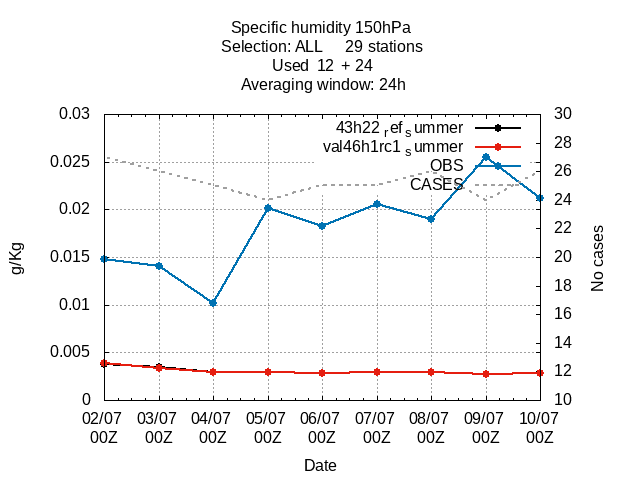 Specific humidity 150hPa
Selection: ALL 29 stations
Used 12 + 24
Averaging window: 24h
0.03 30
43h22 ref summer
28
val46h1rc1 summer
0.025 OBS 26
CASES
24
0.02
22
0.015 20
18
0.01
16
14
0.005
12
0 10
g/Kg
No cases
02/07 03/07 04/07 05/07 06/07 07/07 08/07 09/07 10/07
00Z 00Z 00Z 00Z 00Z 00Z 00Z 00Z 00Z
Date